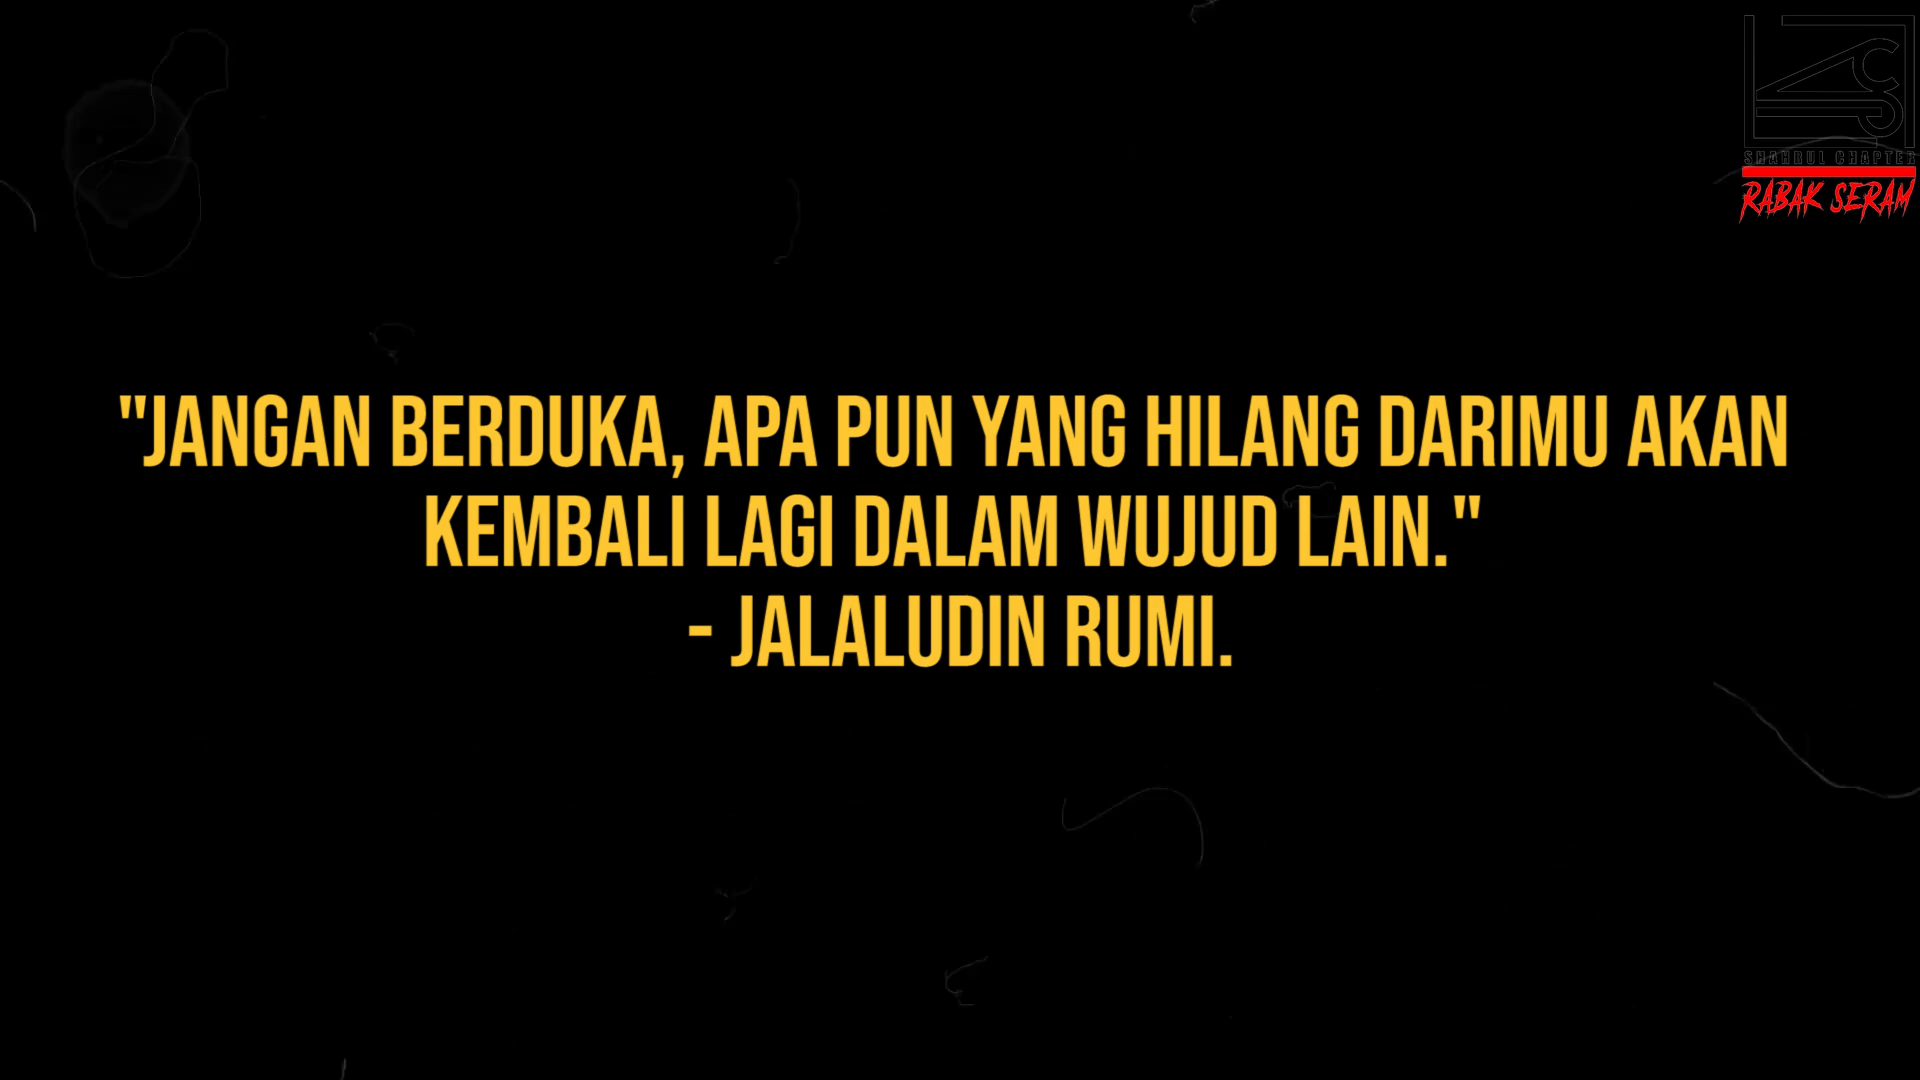 SHAHRUL CHAPTER
RABAK SERAM
"JANGAN BERDUKA, APA PUN YANG HILANG DARIMU AKAN
KEMBALI LAGI DALAM WUJUD LAIN."
- JALALUDIN RUMI.